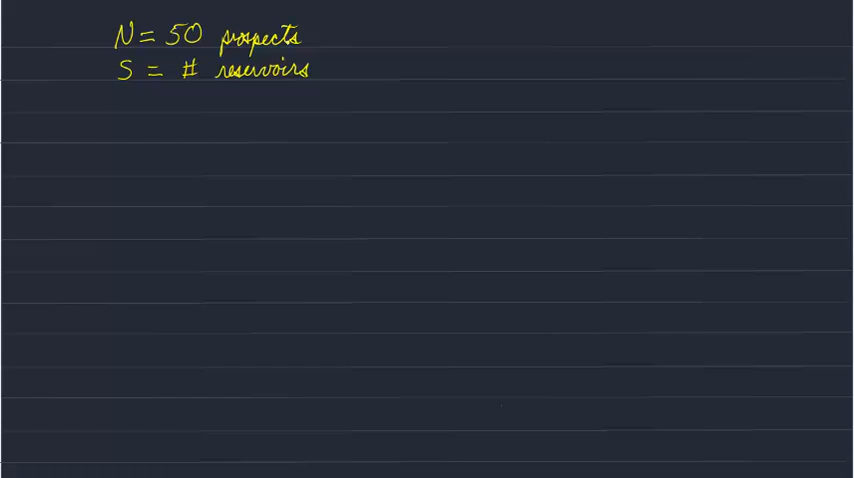 N = 50 prospects
S = # reservoirs